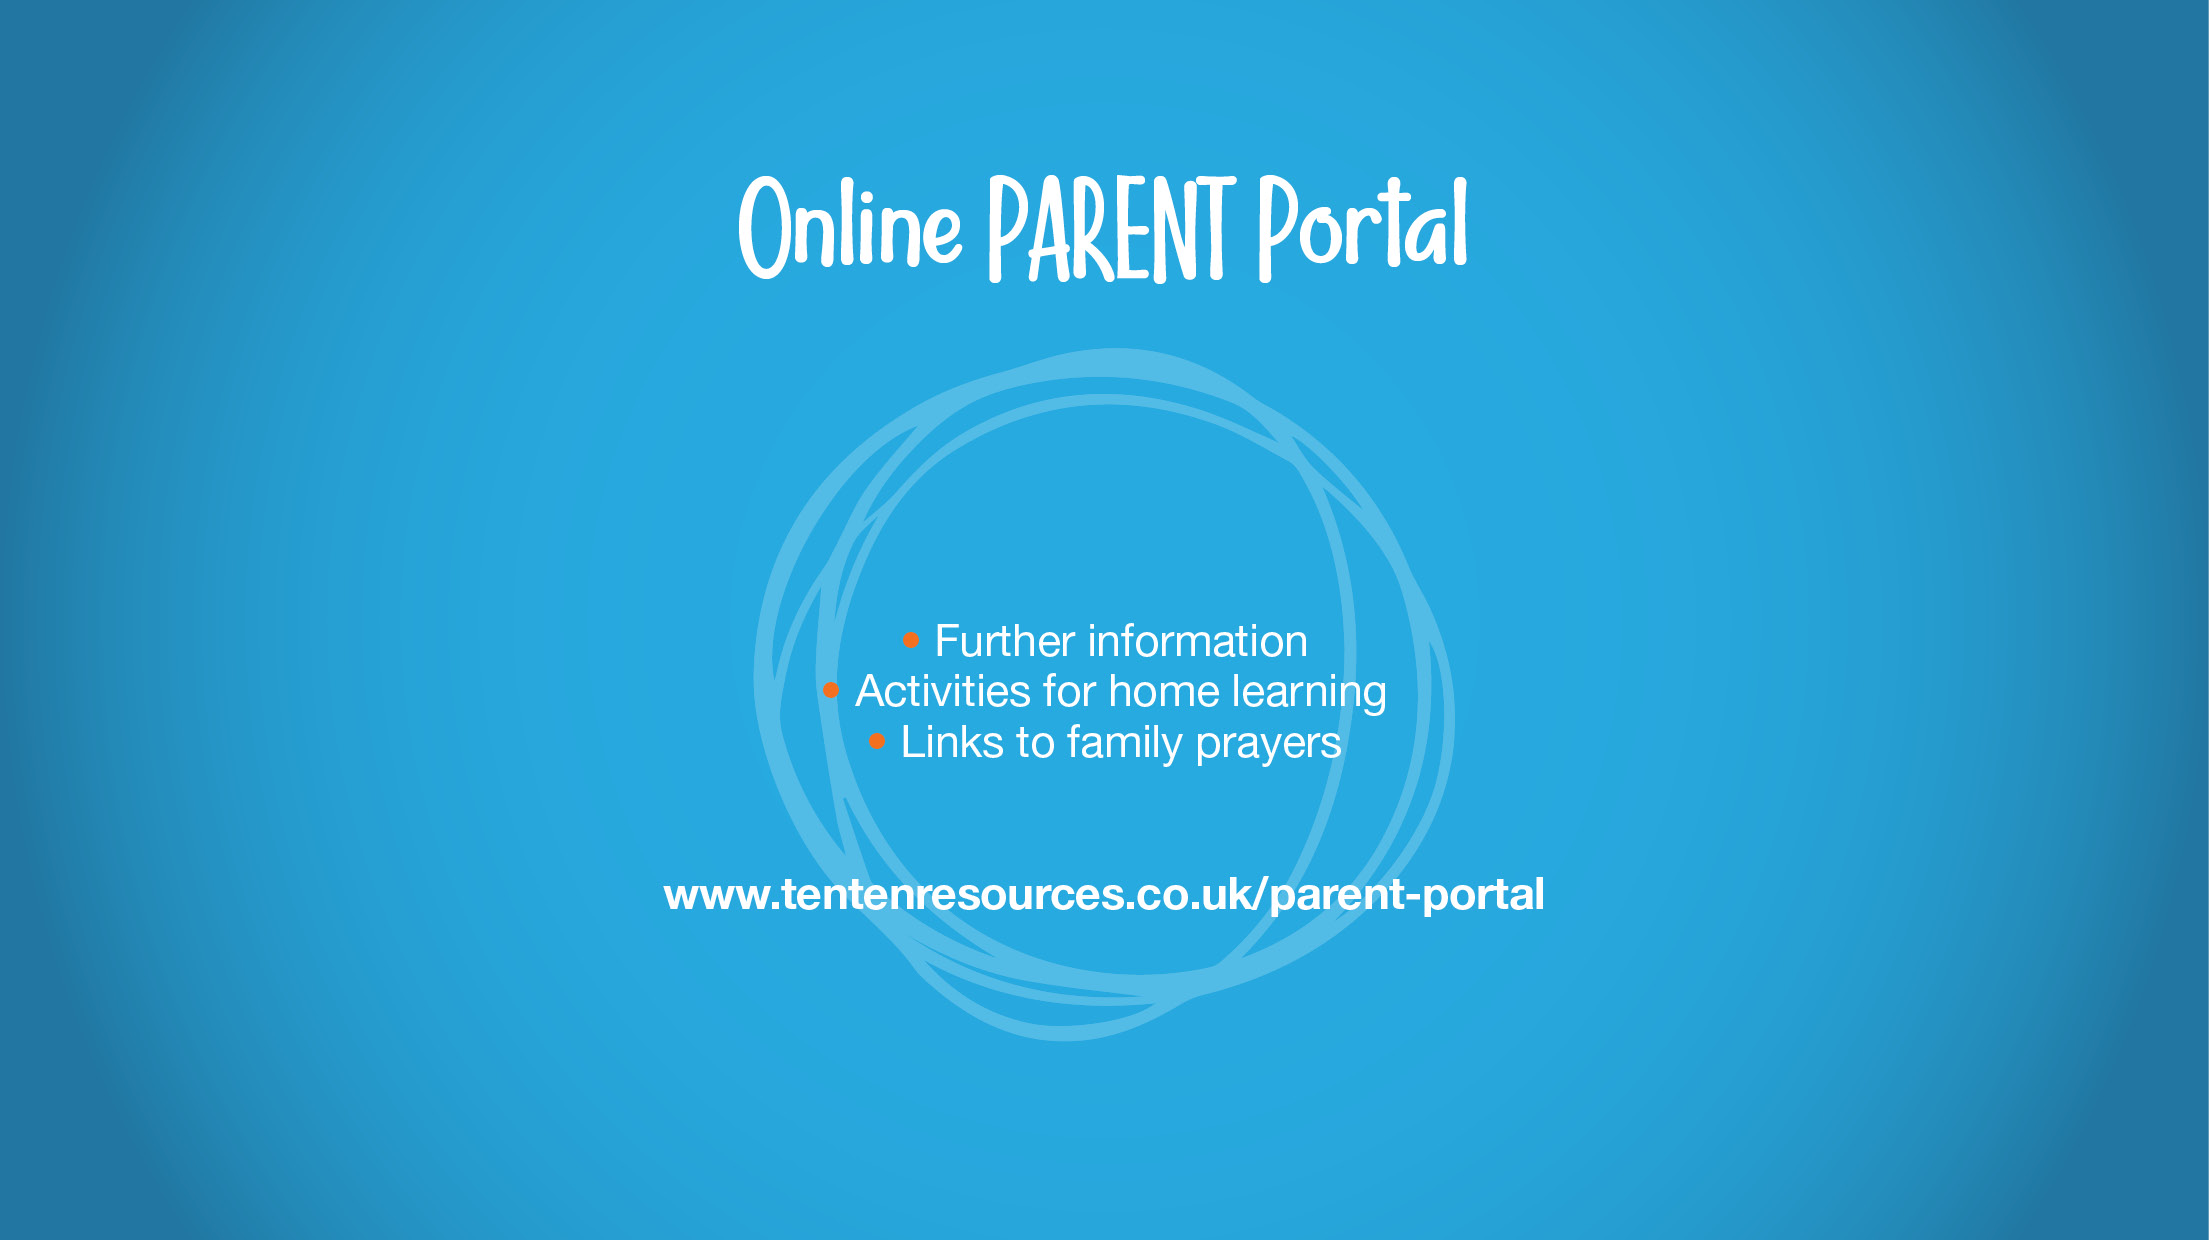 Online PARENT Portal
• Further information
• Activities for home learning
• Links to family prayers
www.tentenresources.co.uk/parent-portal